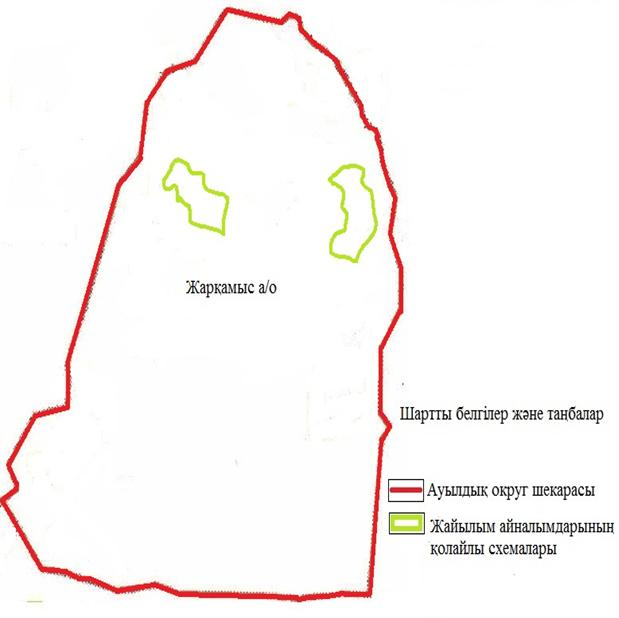 Жарқамыс а/о
Шартты белгілер және таңбалар
Ауылдық округ шекарасы
Жайылым айналымдарының
қолайлы схемалары